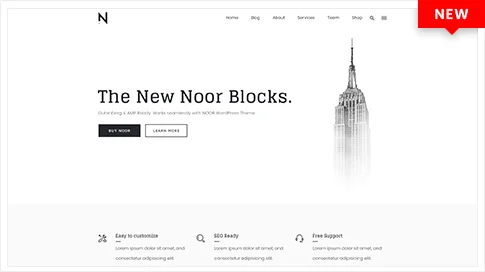 NEW
N
Home Blog About Services Team Shop
The New Noor Blocks.
Gutenberg & AMP Ready. Works seamlessly with NOOR WordPress Theme.
BUY NOOR LEARN MORE
Easy to customize SEO Ready Free Support
Lorem ipsum dolor sit amet, and Lorem ipsum dolor sit amet, and Lorem ipsum dolor sit amet, and
consectetur adipiscing elit. consectetur adipiscing elit. consectetur adipiscing elit.